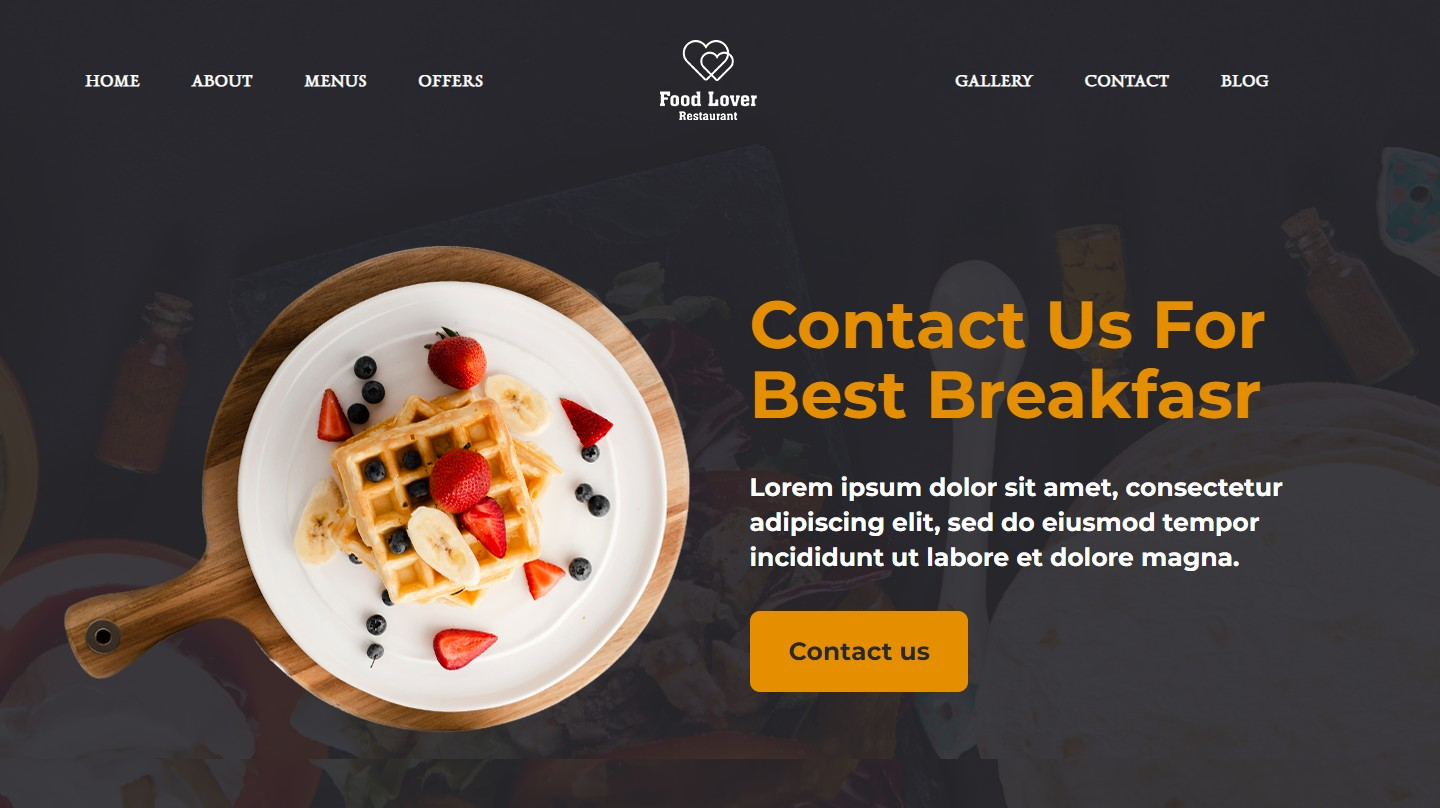 HOME ABOUT MENUS OFFERS
Food Lover
Restaurant
GALLERY CONTACT BLOG
Contact Us For
Best Breakfasr
Lorem ipsum dolor sit amet, consectetur
adipiscing elit, sed do eiusmod tempor
incididunt ut labore et dolore magna.
Contact us